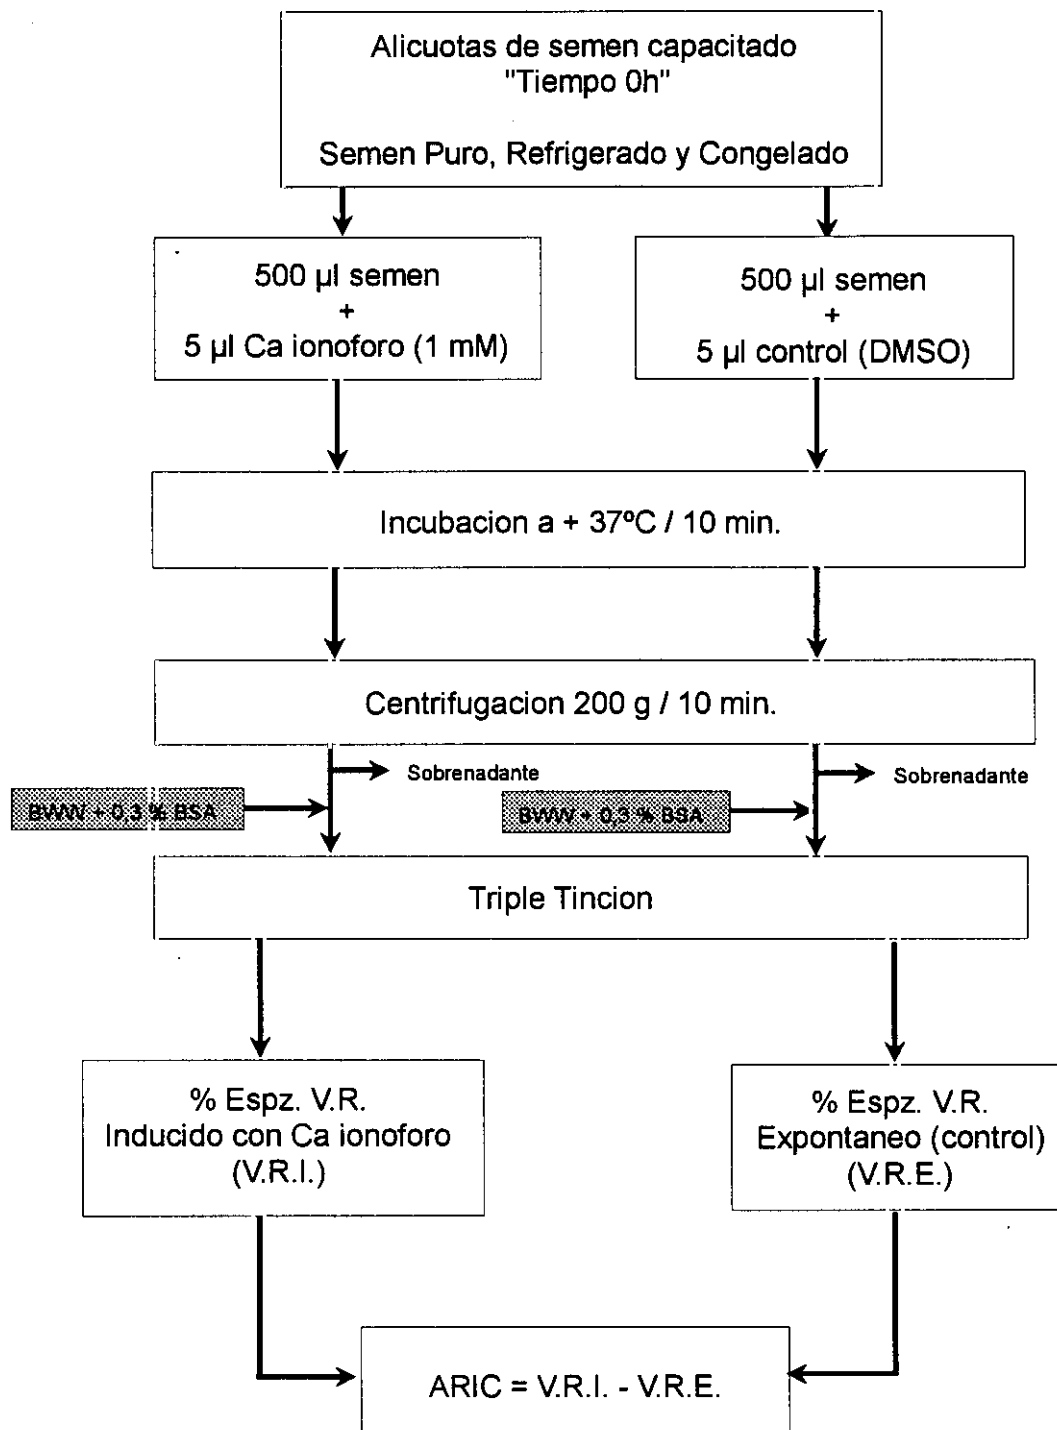 Alicuotas de semen capacitado
"Tiempo 0h"
Semen Puro, Refrigerado y Congelado
500 µl semen
+
5 µl Ca ionoforo (1 mM)
500 µl semen
+
5 µl control (DMSO)
Incubacion a + 37ºC / 10 min.
Centrifugacion 200 g / 10 min.
Sobrenadante
Sobrenadante
BWW + 0,3 % BSA
BWW + 0,3 % BSA
Triple Tincion
% Espz. V.R.
Inducido con Ca ionoforo
(V.R.I.)
% Espz. V.R.
Expontaneo (control)
(V.R.E.)
ARIC = V.R.I. - V.R.E.